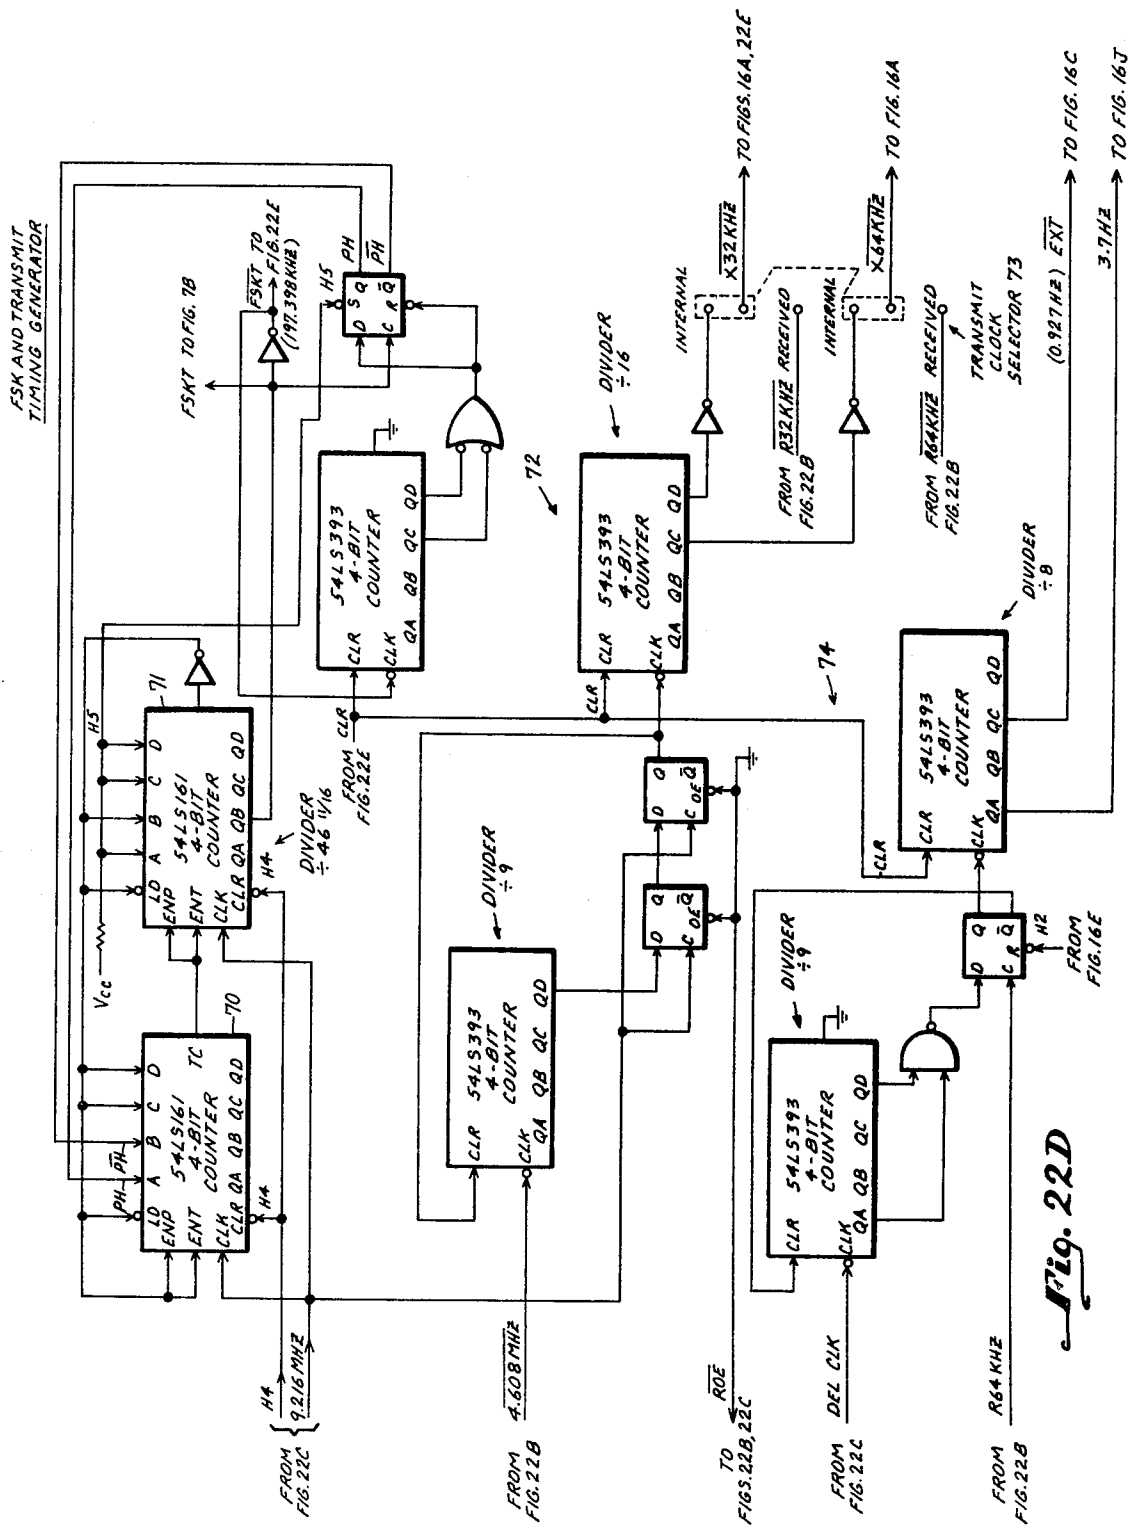 FSK AND TRANSMIT
TIMING GENERATOR
FSKT TO FIG. 7B
FSKT TO
FIG. 22E
(197.398KHZ)
H5
S
D
Q
PH
C
R
Q
PH
Vcc
H5
LD
A
B
C
D
ENP
ENT
CLK
54LS161
4-BIT
COUNTER
TC
CLR
QA
QB
QC
QD
70
PH
PH
H4
LD
A
B
C
D
ENP
ENT
CLK
54LS161
4-BIT
COUNTER
CLR
QA
QB
QC
QD
71
H4
DIVIDER
÷46 11/16
FROM
FIG.22C
H4
9.216 MHZ
FROM
FIG.22E
CLR
CLR
CLK
54LS393
4-BIT
COUNTER
QA
QB
QC
QD
FROM
FIG.22B
4.608 MHZ
CLR
CLK
54LS393
4-BIT
COUNTER
QA
QB
QC
QD
DIVIDER
÷9
D
Q
C
OE
Q
D
Q
C
OE
Q
CLR
72
CLR
CLK
54LS393
4-BIT
COUNTER
QA
QB
QC
QD
DIVIDER
÷16
INTERNAL
X32KHZ
TO FIGS.16A, 22E
FROM R32KHZ RECEIVED
FIG.22B
INTERNAL
X64KHZ
TO FIG. 16A
FROM R64KHZ RECEIVED
FIG.22B
TRANSMIT
CLOCK
SELECTOR 73
TO
FIGS.22B, 22C
ROE
FROM
FIG.22C
DEL CLK
CLR
CLK
54LS393
4-BIT
COUNTER
QA
QB
QC
QD
DIVIDER
÷9
CLR
74
D
Q
C
R
Q
H2
FROM
FIG.16E
CLR
CLK
54LS393
4-BIT
COUNTER
QA
QB
QC
QD
DIVIDER
÷8
(0.927 HZ) EXT
TO FIG. 16C
3.7HZ
TO FIG. 16J
FROM
FIG.22B
R64KHZ
Fig. 22D